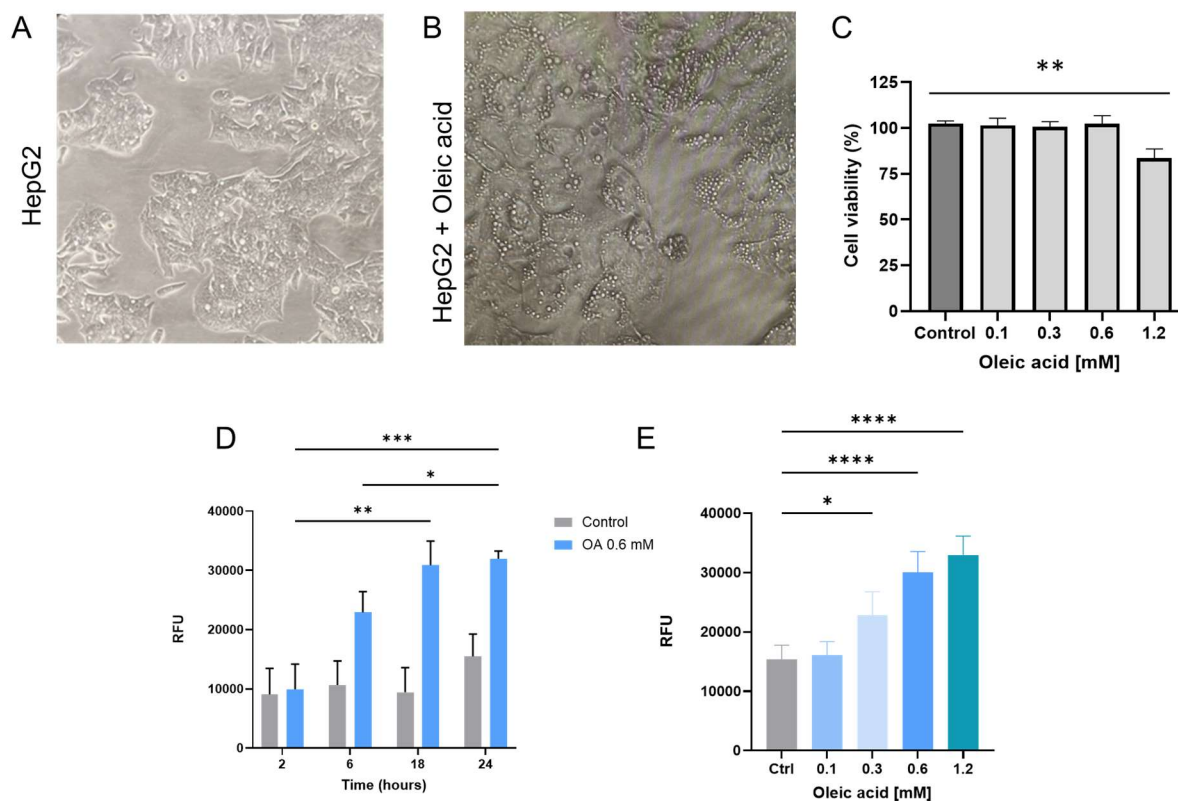 A
HepG2
B
HepG2 + Oleic acid
C
**
125
100
75
50
25
0
Cell viability (%)
Control 0.1 0.3 0.6 1.2
Oleic acid [mM]
D
***
*
**
40000
30000
20000
10000
0
RFU
2 6 18 24
Time (hours)
Control
OA 0.6 mM
E
****
****
*
40000
30000
20000
10000
0
RFU
Ctrl 0.1 0.3 0.6 1.2
Oleic acid [mM]